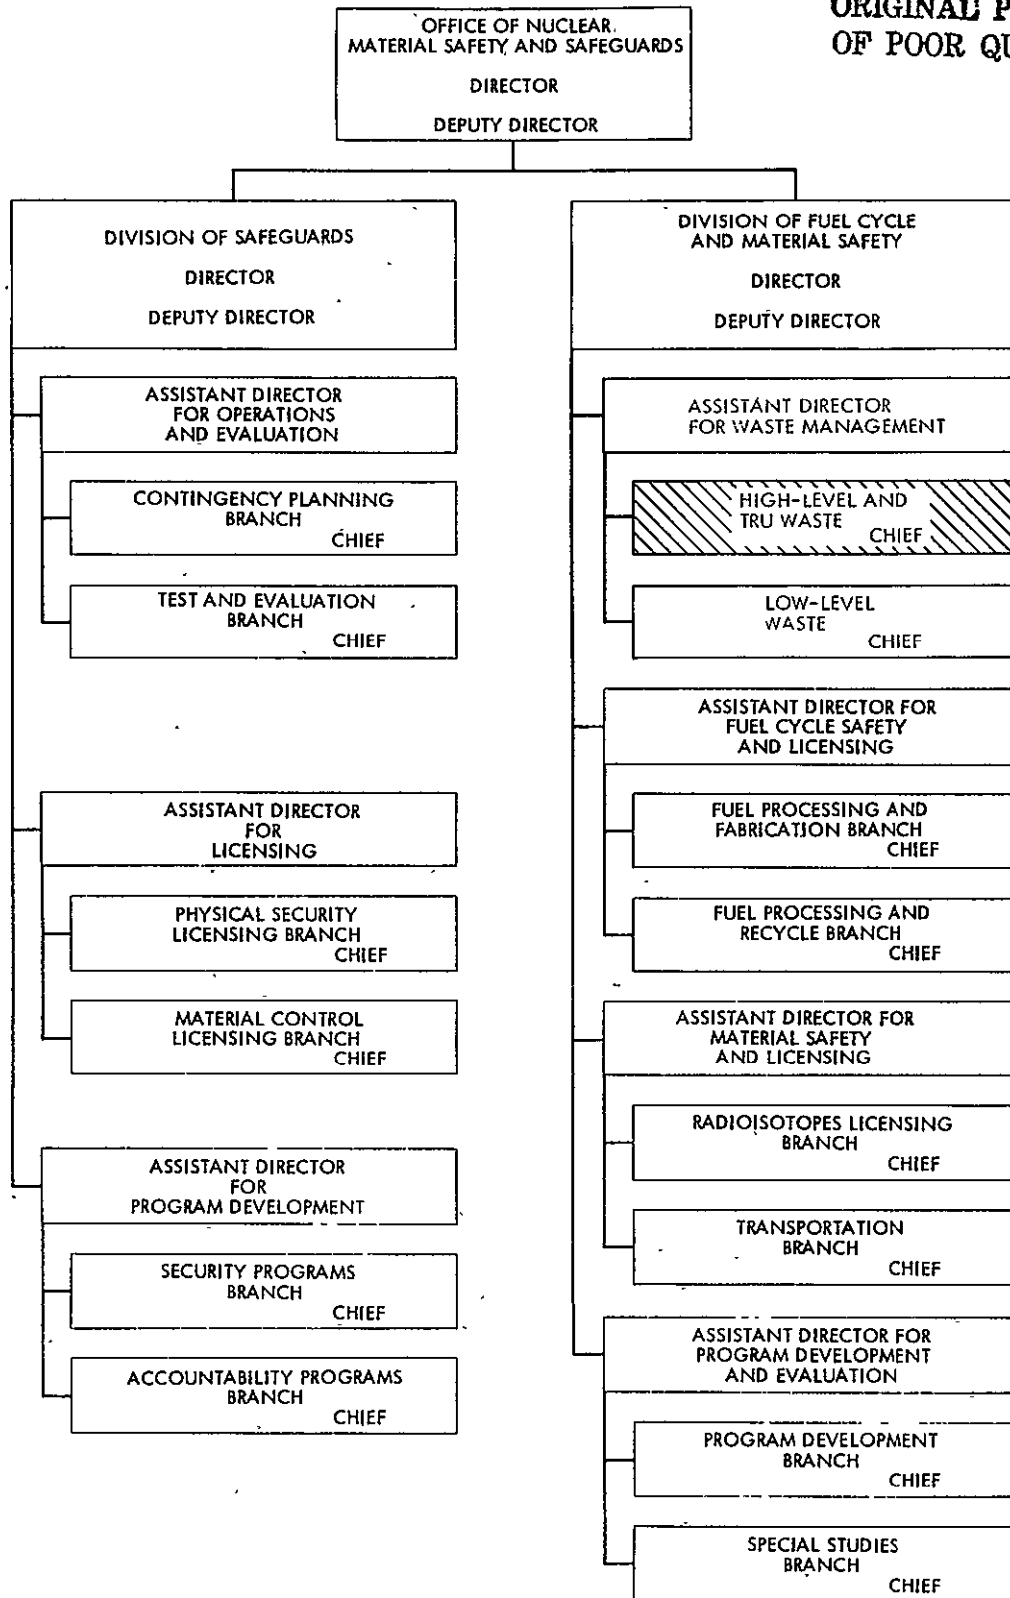 ORIGINAL P
OF POOR QU
OFFICE OF NUCLEAR
MATERIAL SAFETY AND SAFEGUARDS
DIRECTOR
DEPUTY DIRECTOR
DIVISION OF SAFEGUARDS
DIRECTOR
DEPUTY DIRECTOR
ASSISTANT DIRECTOR
FOR OPERATIONS
AND EVALUATION
CONTINGENCY PLANNING
BRANCH
CHIEF
TEST AND EVALUATION
BRANCH
CHIEF
ASSISTANT DIRECTOR
FOR
LICENSING
PHYSICAL SECURITY
LICENSING BRANCH
CHIEF
MATERIAL CONTROL
LICENSING BRANCH
CHIEF
ASSISTANT DIRECTOR
FOR
PROGRAM DEVELOPMENT
SECURITY PROGRAMS
BRANCH
CHIEF
ACCOUNTABILITY PROGRAMS
BRANCH
CHIEF
DIVISION OF FUEL CYCLE
AND MATERIAL SAFETY
DIRECTOR
DEPUTY DIRECTOR
ASSISTANT DIRECTOR
FOR WASTE MANAGEMENT
HIGH-LEVEL AND
TRU WASTE
CHIEF
LOW-LEVEL
WASTE
CHIEF
ASSISTANT DIRECTOR FOR
FUEL CYCLE SAFETY
AND LICENSING
FUEL PROCESSING AND
FABRICATION BRANCH
CHIEF
FUEL PROCESSING AND
RECYCLE BRANCH
CHIEF
ASSISTANT DIRECTOR FOR
MATERIAL SAFETY
AND LICENSING
RADIOISOTOPES LICENSING
BRANCH
CHIEF
TRANSPORTATION
BRANCH
CHIEF
ASSISTANT DIRECTOR FOR
PROGRAM DEVELOPMENT
AND EVALUATION
PROGRAM DEVELOPMENT
BRANCH
CHIEF
SPECIAL STUDIES
BRANCH
CHIEF